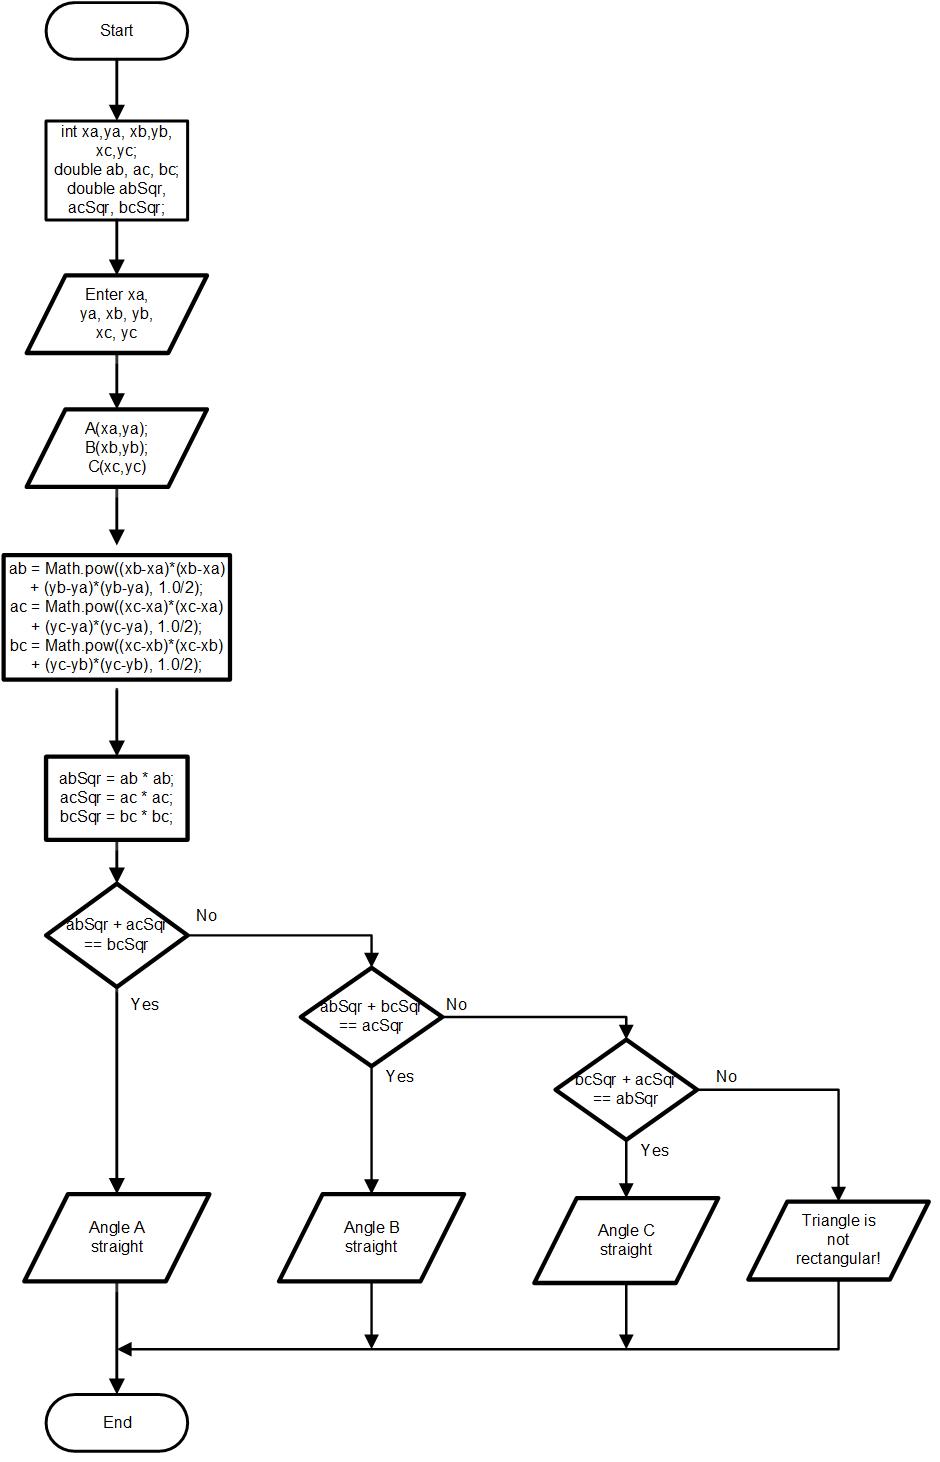 Start
int xa,ya, xb,yb,
xc,yc;
double ab, ac, bc;
double abSqr,
acSqr, bcSqr;
Enter xa,
ya, xb, yb,
xc, yc
A(xa,ya);
B(xb,yb);
C(xc,yc)
ab = Math.pow((xb-xa)*(xb-xa)
+ (yb-ya)*(yb-ya), 1.0/2);
ac = Math.pow((xc-xa)*(xc-xa)
+ (yc-ya)*(yc-ya), 1.0/2);
bc = Math.pow((xc-xb)*(xc-xb)
+ (yc-yb)*(yc-yb), 1.0/2);
abSqr = ab * ab;
acSqr = ac * ac;
bcSqr = bc * bc;
abSqr + acSqr
== bcSqr
No
Yes
abSqr + bcSqr
== acSqr
No
Yes
bcSqr + acSqr
== abSqr
No
Yes
Angle A
straight
Angle B
straight
Angle C
straight
Triangle is
not
rectangular!
End